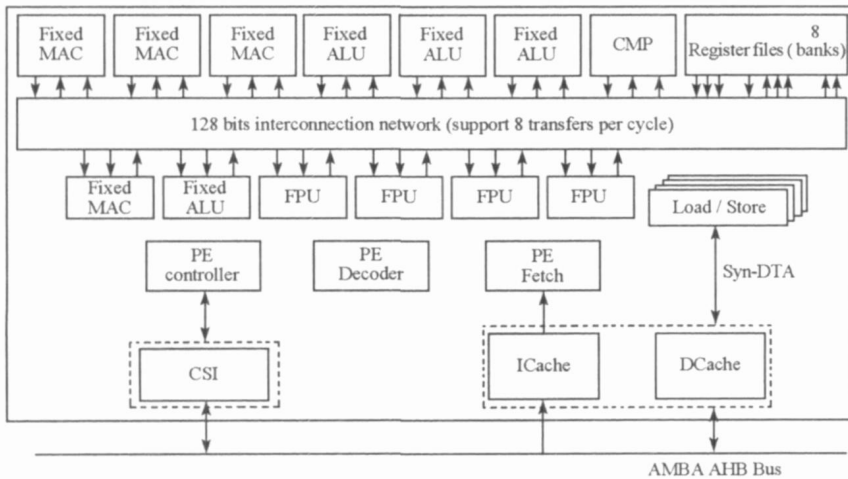 Fixed
MAC
Fixed
MAC
Fixed
MAC
Fixed
ALU
Fixed
ALU
Fixed
ALU
CMP
8
Register files ( banks)
128 bits interconnection network (support 8 transfers per cycle)
Fixed
MAC
Fixed
ALU
FPU
FPU
FPU
FPU
Load / Store
PE
controller
PE
Decoder
PE
Fetch
Syn-DTA
CSI
ICache
DCache
AMBA AHB Bus